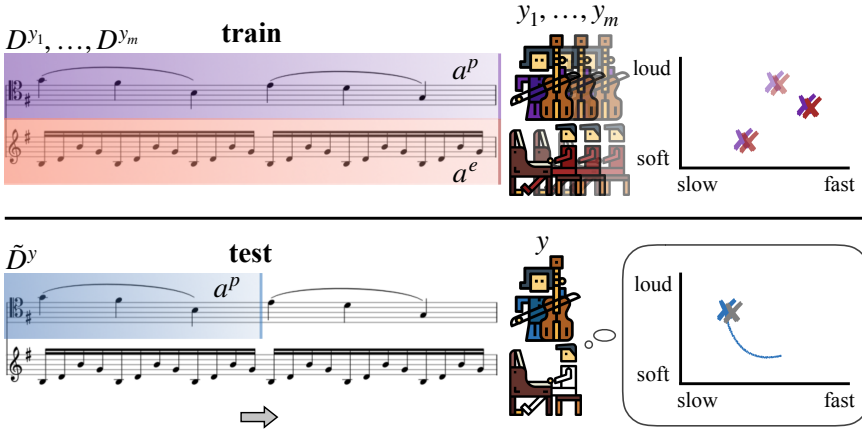 D^{y_1}, …, D^{y_m}
train
y_1, …, y_m
a^p
a^e
loud
soft
slow
fast
D̃^y
test
y
a^p
loud
soft
slow
fast